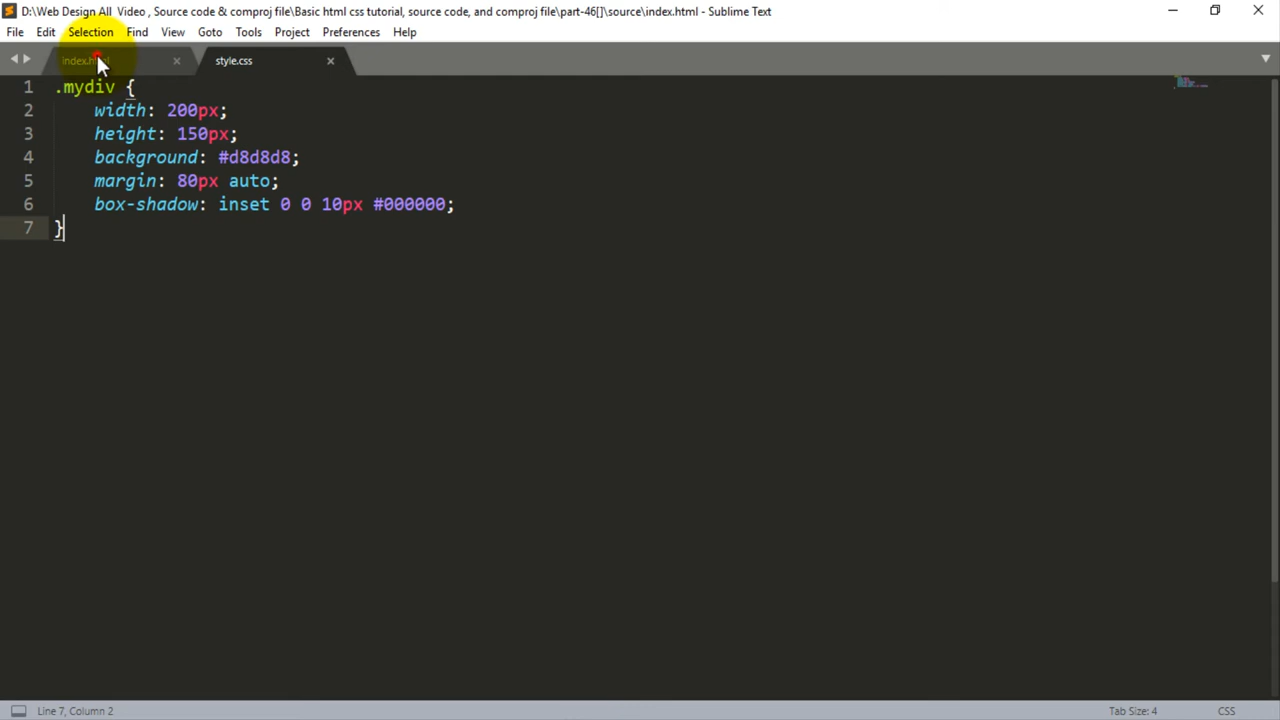 D:\Web Design All  Video , Source code & comproj file\Basic html css tutorial, source code, and comproj file\part-46[]\source\index.html - Sublime Text
File Edit Selection Find View Goto Tools Project Preferences Help
index.html × style.css ×
1 .mydiv {
2     width: 200px;
3     height: 150px;
4     background: #d8d8d8;
5     margin: 80px auto;
6     box-shadow: inset 0 0 10px #000000;
7 }
Line 7, Column 2 Tab Size: 4 CSS